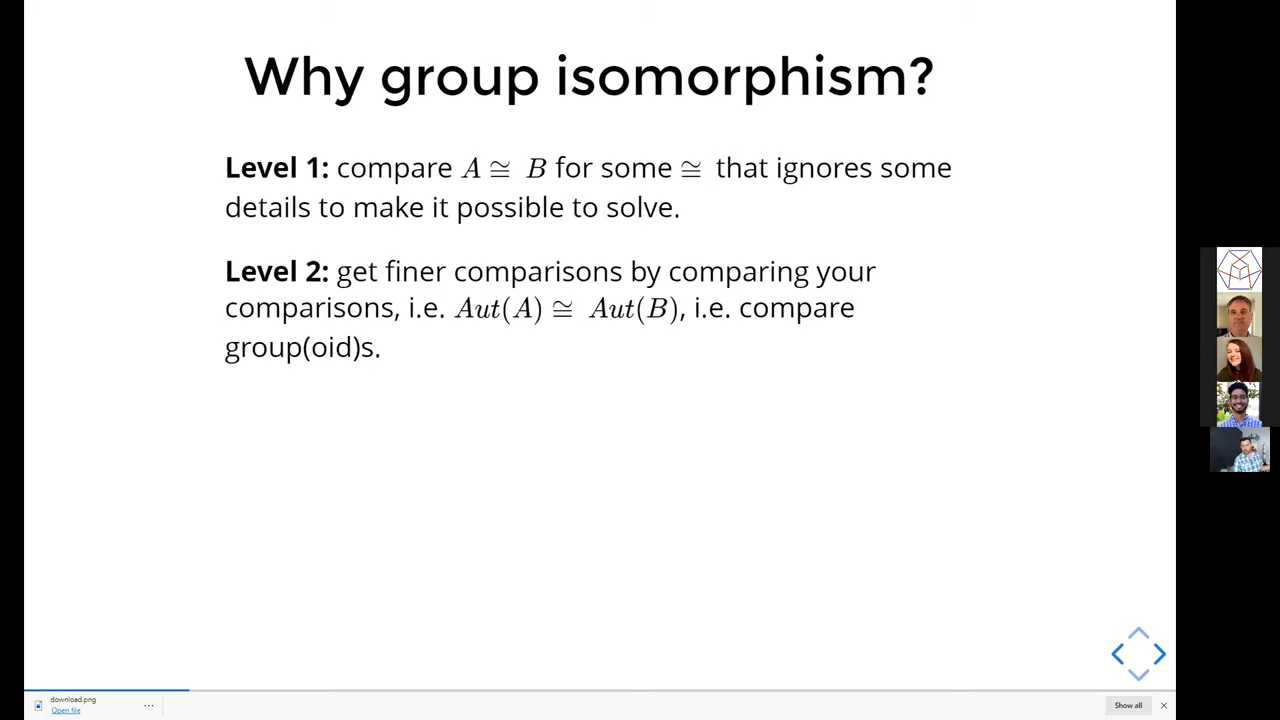 Why group isomorphism?
Level 1: compare A ≅ B for some ≅ that ignores some
details to make it possible to solve.
Level 2: get finer comparisons by comparing your
comparisons, i.e. Aut(A) ≅ Aut(B), i.e. compare
group(oid)s.
download.png
Open file
Show all